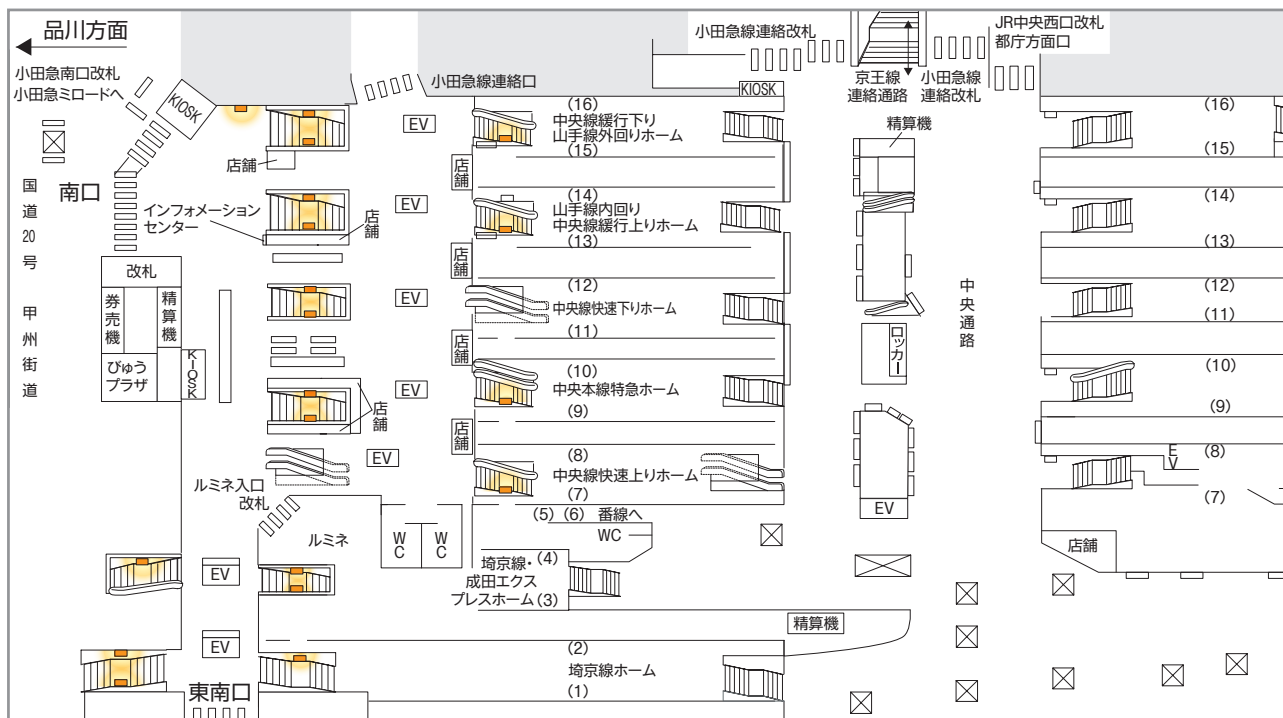 品川方面
小田急南口改札
小田急ミロードへ
KIOSK
小田急線連絡口
小田急線連絡改札
KIOSK
京王線
連絡通路
小田急線
連絡改札
JR中央西口改札
都庁方面口
国道20号 甲州街道
南口
店舗
インフォメーション
センター
店舗
改札
券売機
精算機
びゅう
プラザ
KIOSK
店舗
ルミネ入口
改札
ルミネ
EV
EV
EV
EV
EV
EV
EV
東南口
WC
WC
店舗
店舗
店舗
店舗
(16)
中央線緩行下り
山手線外回りホーム
(15)
(14)
山手線内回り
中央線緩行上りホーム
(13)
(12)
中央線快速下りホーム
(11)
(10)
中央本線特急ホーム
(9)
(8)
中央線快速上りホーム
(7)
(5) (6) 番線へ
WC
埼京線・(4)
成田エクス
プレスホーム(3)
(2)
埼京線ホーム
(1)
精算機
精算機
ロッカー
EV
中央通路
(16)
(15)
(14)
(13)
(12)
(11)
(10)
(9)
(8)
EV
(7)
店舗